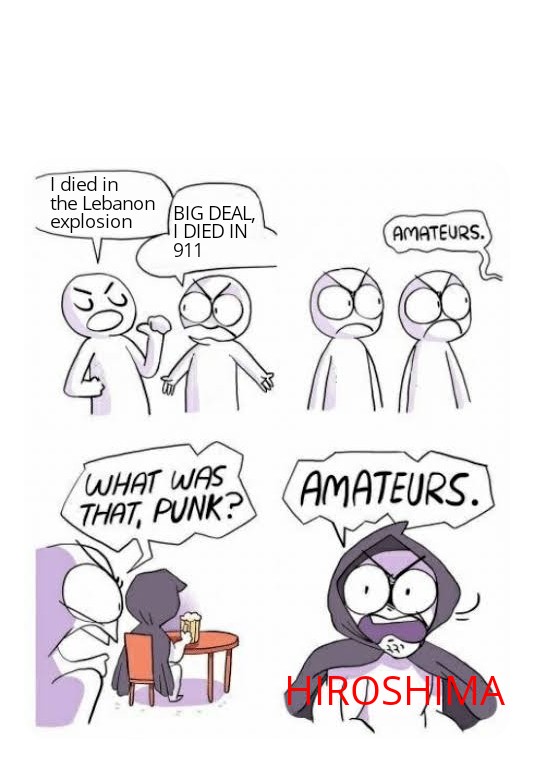 I died in
the Lebanon
explosion
BIG DEAL,
I DIED IN
911
AMATEURS.
WHAT WAS
THAT, PUNK?
AMATEURS.
HIROSHIMA